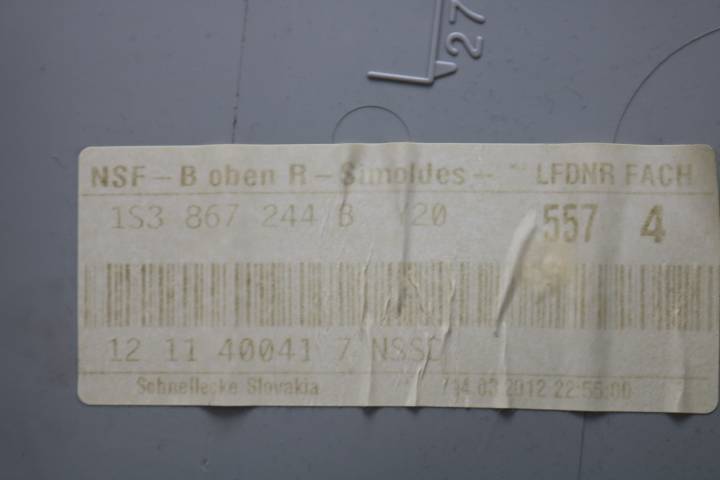 27
NSF-B oben R-Simoldes- LFDNR FACH
1S3 867 244 B Y20 557 4
12 11 40041 7 NSSD
Schnellecke Slovakia 14.03.2012 22:55:00